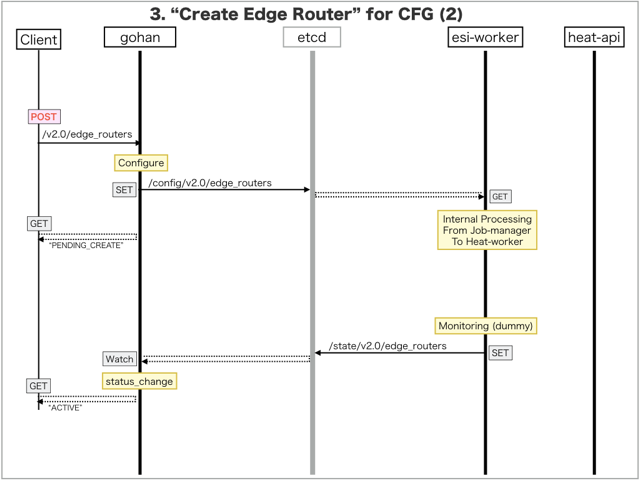 3. “Create Edge Router” for CFG (2)
Client
gohan
etcd
esi-worker
heat-api
POST
/v2.0/edge_routers
Configure
SET
/config/v2.0/edge_routers
GET
Internal Processing
From Job-manager
To Heat-worker
GET
"PENDING_CREATE"
Monitoring (dummy)
/state/v2.0/edge_routers
SET
Watch
status_change
GET
"ACTIVE"